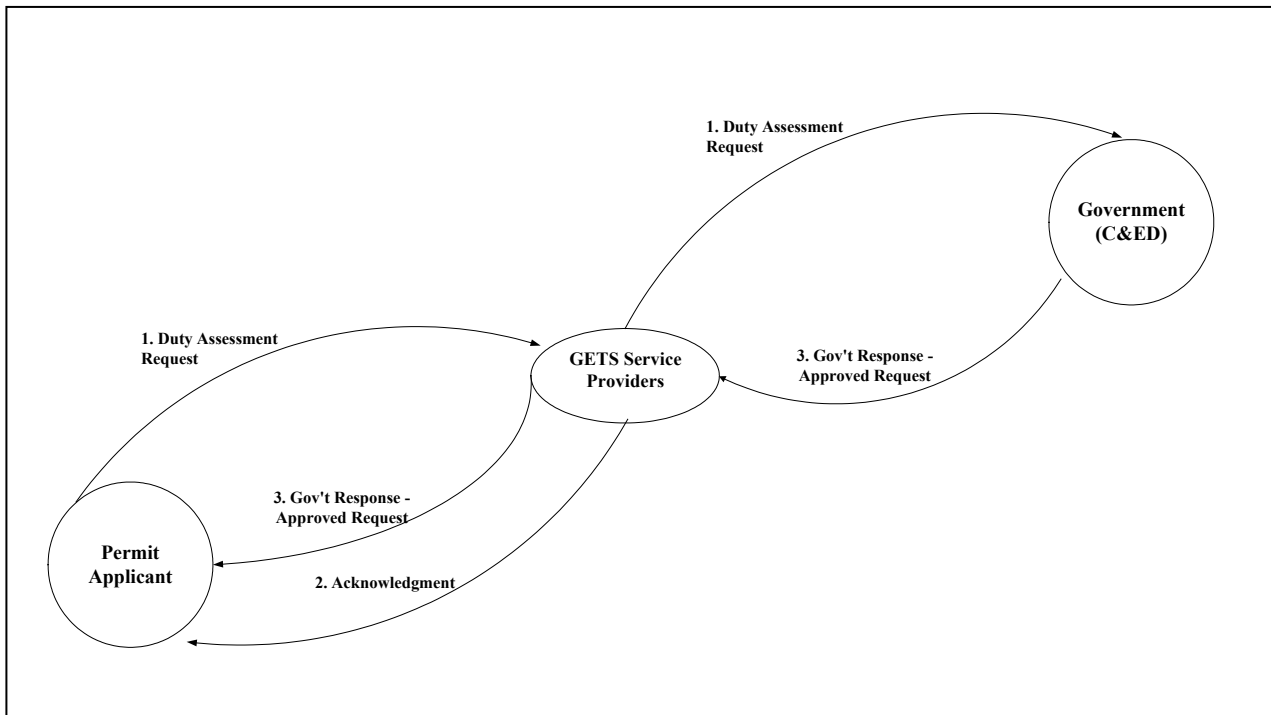 1. Duty Assessment
Request
Government
(C&ED)
1. Duty Assessment
Request
GETS Service
Providers
3. Gov't Response -
Approved Request
3. Gov't Response -
Approved Request
Permit
Applicant
2. Acknowledgment